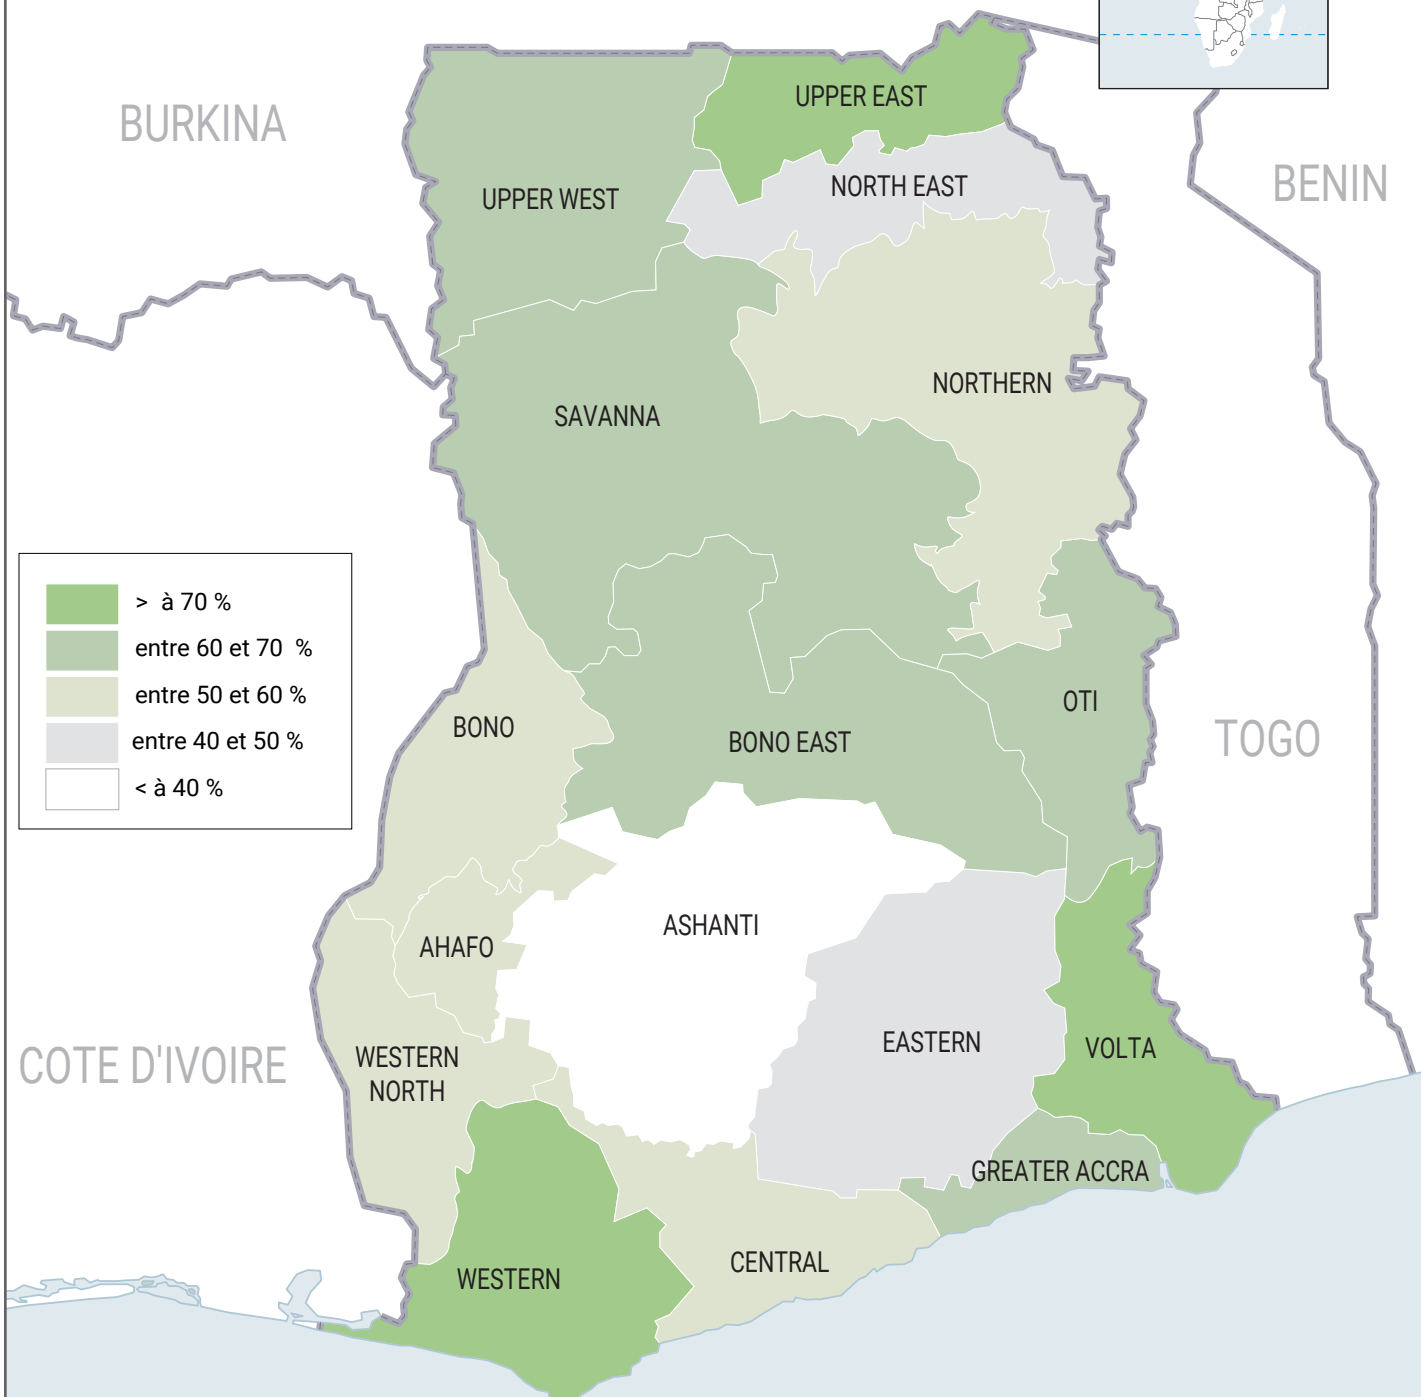 BURKINA
UPPER EAST
BENIN
UPPER WEST
NORTH EAST
NORTHERN
SAVANNA
> à 70 %
entre 60 et 70 %
entre 50 et 60 %
entre 40 et 50 %
< à 40 %
BONO
OTI
BONO EAST
TOGO
ASHANTI
AHAFO
EASTERN
VOLTA
COTE D'IVOIRE
WESTERN
NORTH
GREATER ACCRA
CENTRAL
WESTERN